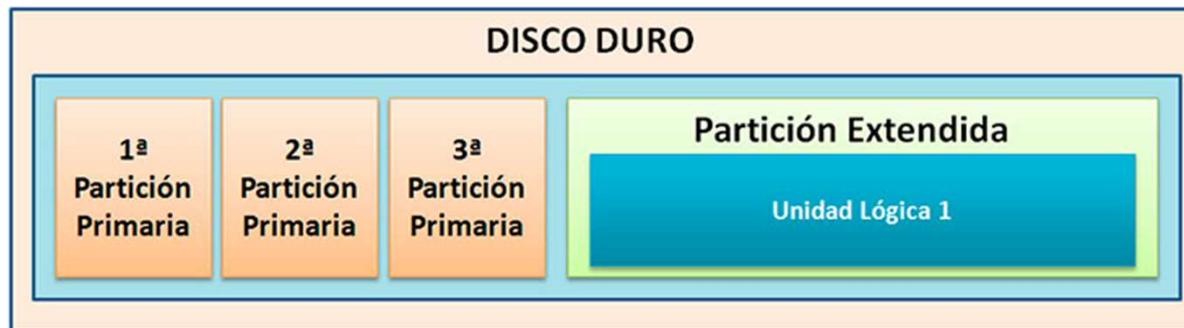 DISCO DURO
1ª
Partición
Primaria
2ª
Partición
Primaria
3ª
Partición
Primaria
Partición Extendida
Unidad Lógica 1